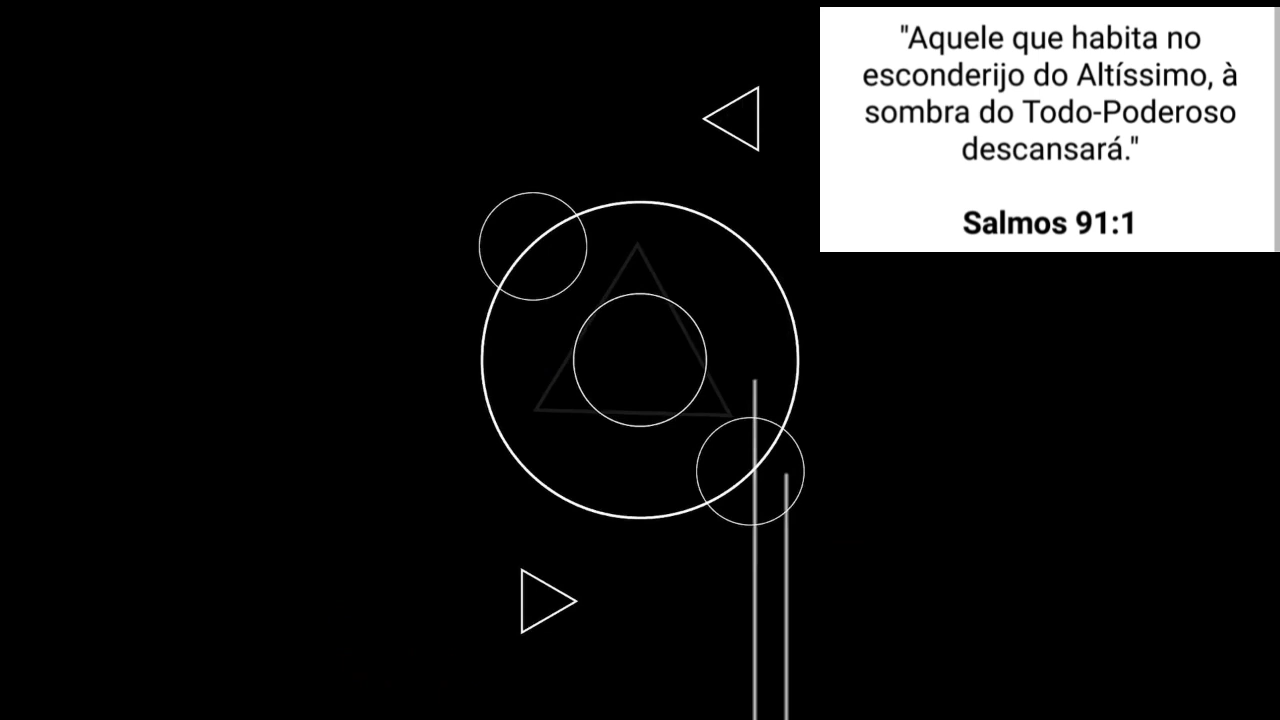 "Aquele que habita no
esconderijo do Altíssimo, à
sombra do Todo-Poderoso
descansará."
Salmos 91:1